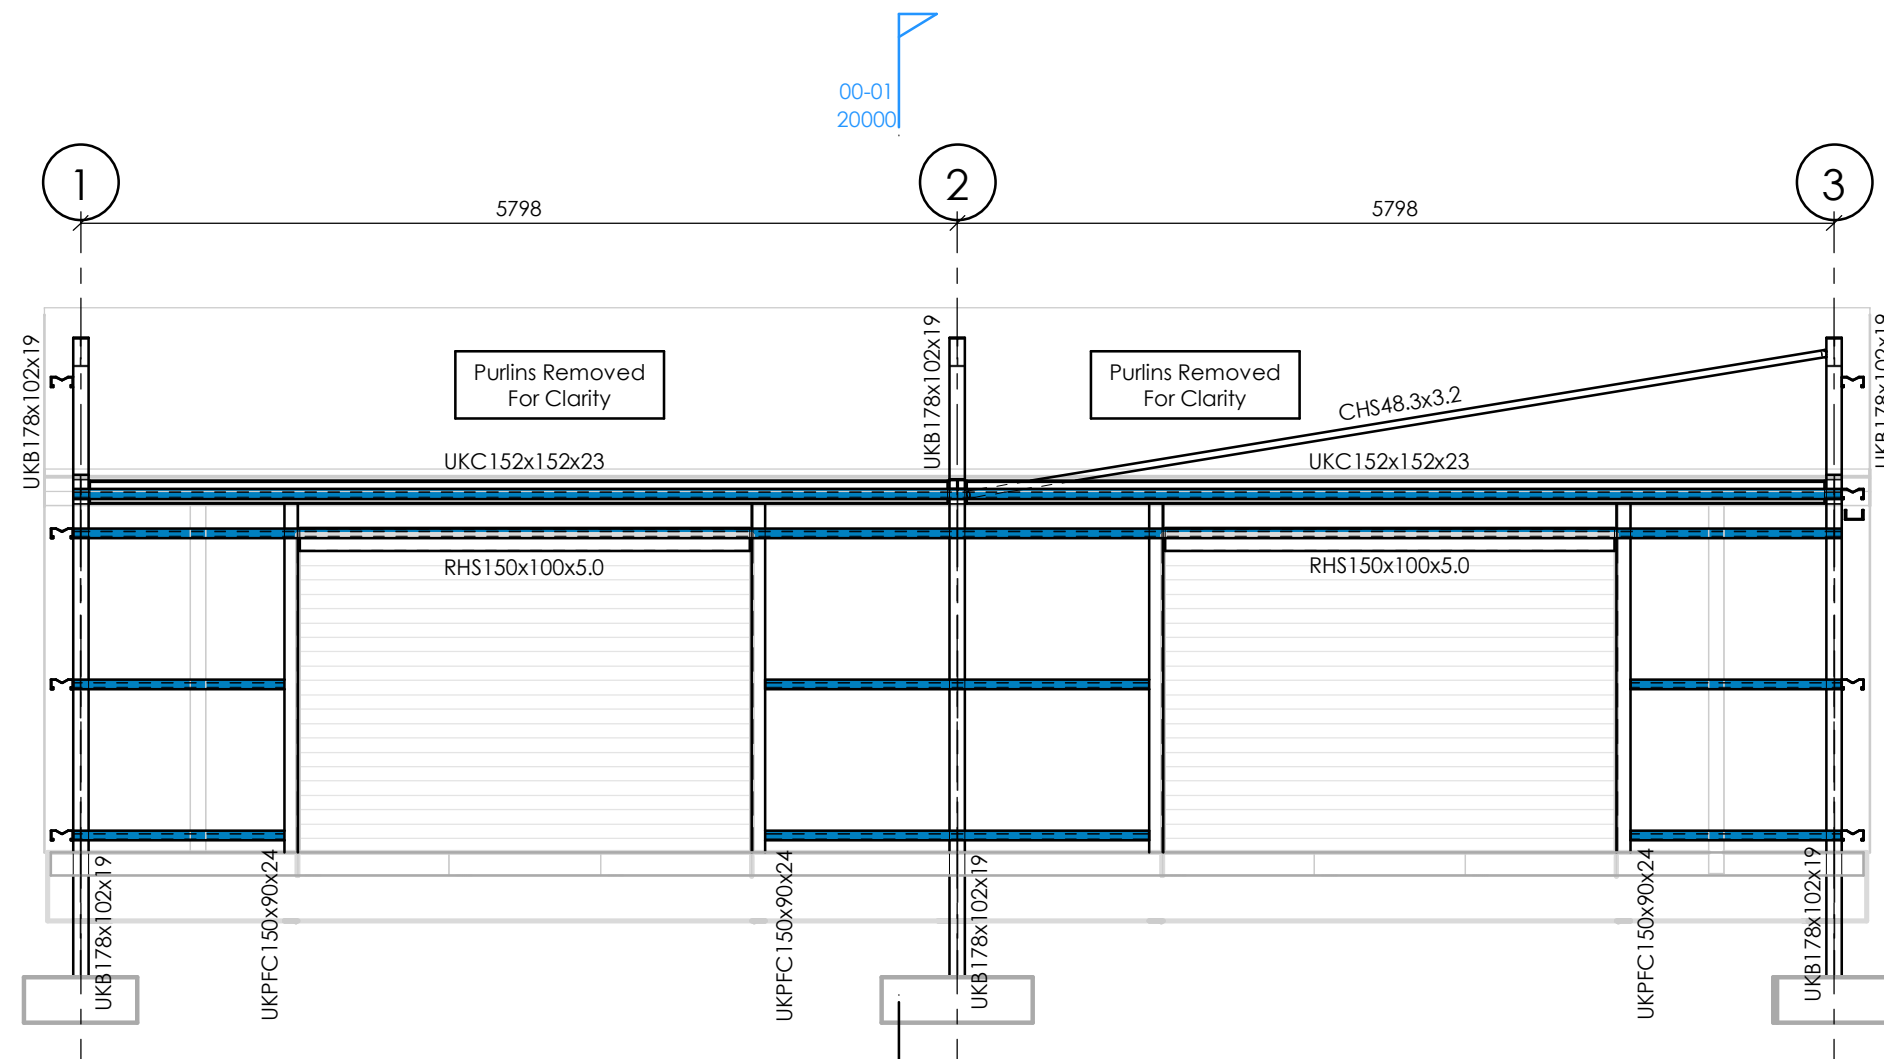 00-01
20000
1
2
3
5798
5798
UKB178x102x19
Purlins Removed
For Clarity
UKB178x102x19
Purlins Removed
For Clarity
CHS48.3x3.2
UKB178x102x19
UKC152x152x23
UKC152x152x23
RHS150x100x5.0
RHS150x100x5.0
UKB178x102x19
UKPFC150x90x24
UKPFC150x90x24
UKB178x102x19
UKPFC150x90x24
UKB178x102x19